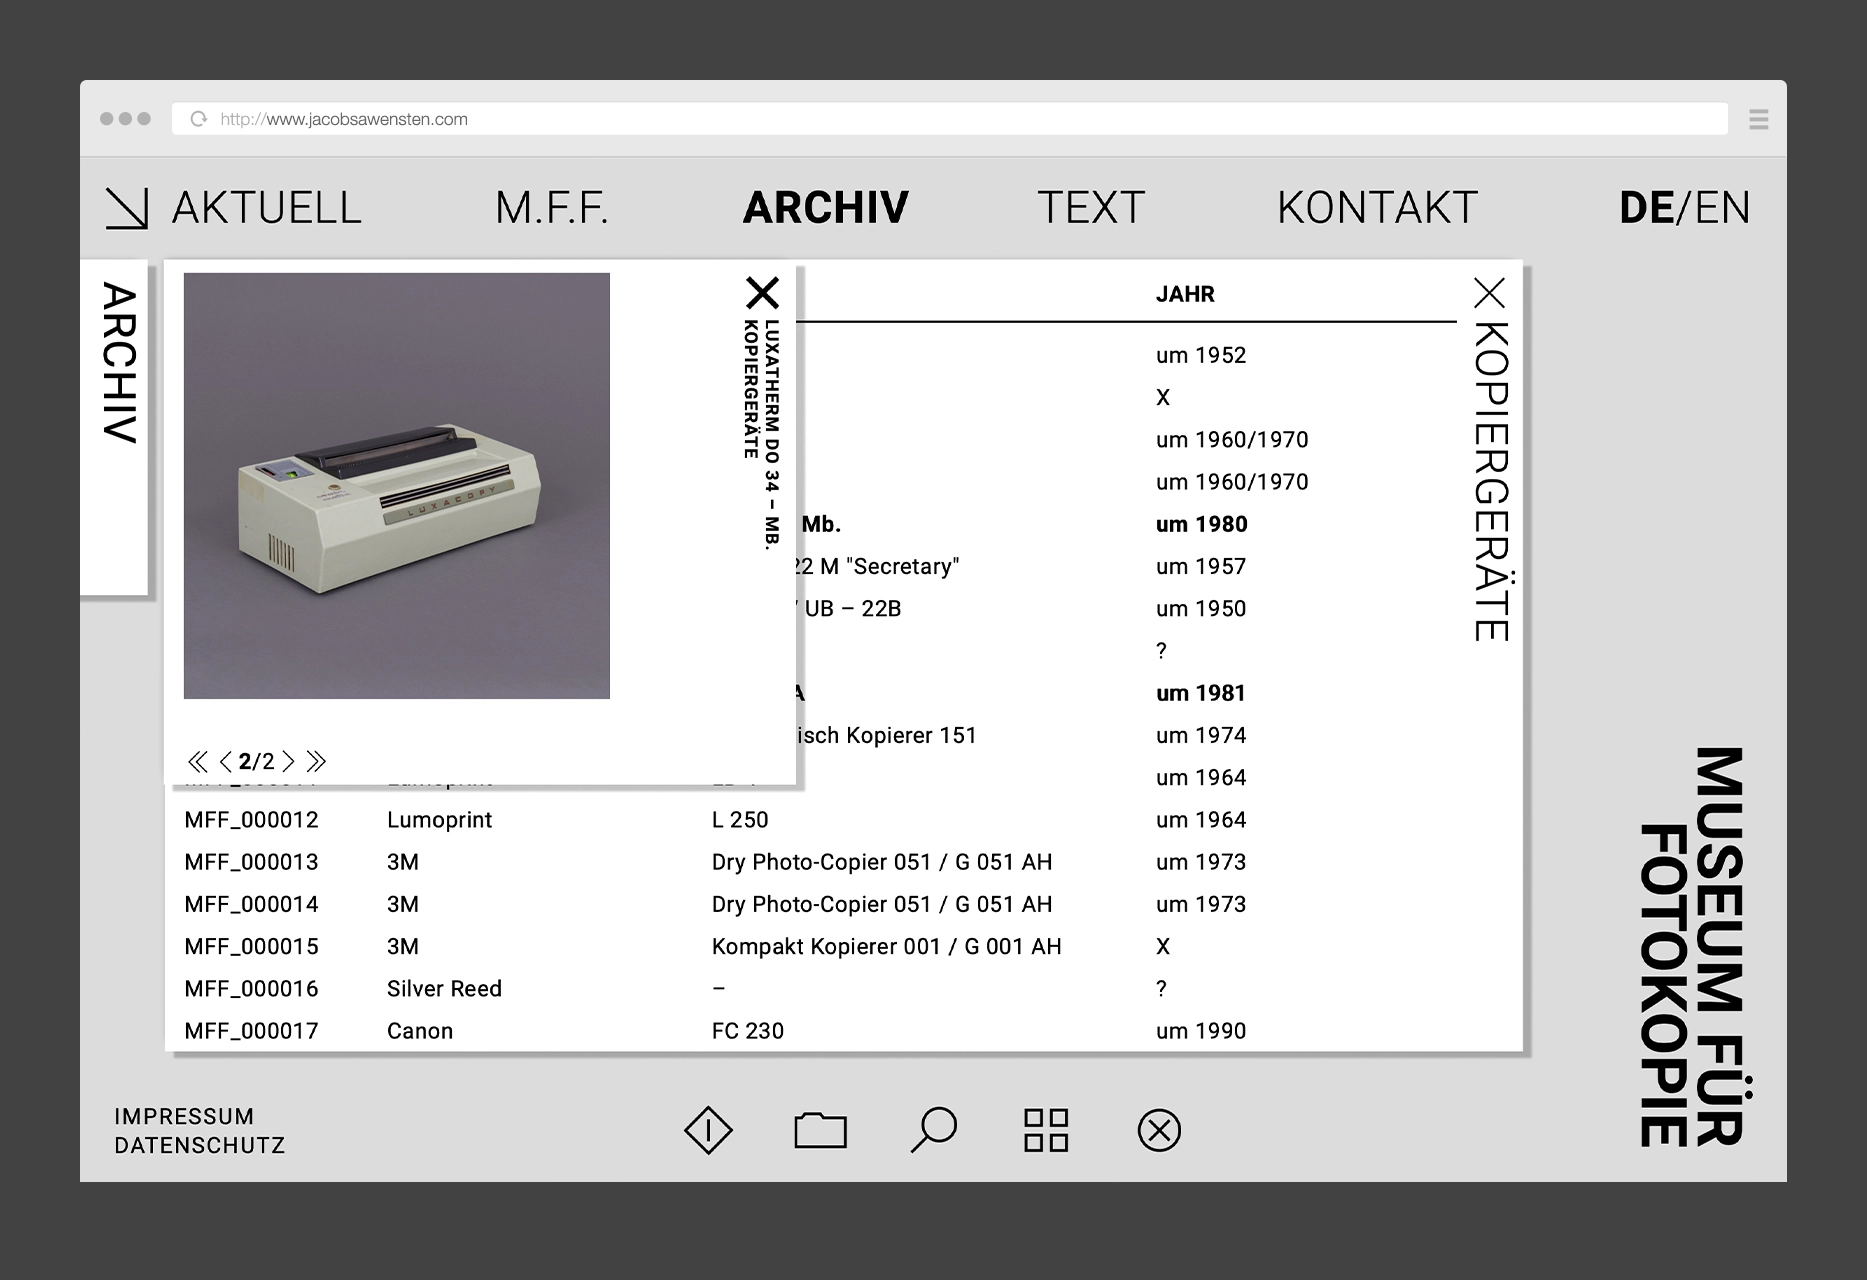 http://www.jacobsawensten.com
AKTUELL
M.F.F.
ARCHIV
TEXT
KONTAKT
DE/EN
ARCHIV
LUXACOPY
LUXATHERM DO 34 – MB.
KOPIERGERÄTE
2/2
JAHR
KOPIERGERÄTE
um 1952
X
um 1960/1970
um 1960/1970
Mb. um 1980
22 M "Secretary" um 1957
UB – 22B um 1950
?
A um 1981
isch Kopierer 151 um 1974
um 1964
MFF_000012 Lumoprint L 250 um 1964
MFF_000013 3M Dry Photo-Copier 051 / G 051 AH um 1973
MFF_000014 3M Dry Photo-Copier 051 / G 051 AH um 1973
MFF_000015 3M Kompakt Kopierer 001 / G 001 AH X
MFF_000016 Silver Reed – ?
MFF_000017 Canon FC 230 um 1990
MUSEUM FÜR
FOTOKOPIE
IMPRESSUM
DATENSCHUTZ